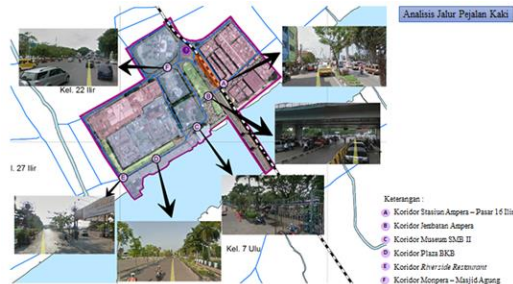 Analisis Jalur Pejalan Kaki
Kel. 22 Ilir
l. 27 Ilir
Kel. 7 Ulu
Keterangan :
A Koridor Stasiun Ampera – Pasar 16 Ilir
B Koridor Jembatan Ampera
C Koridor Museum SMB II
D Koridor Plaza BKB
E Koridor Riverside Restaurant
F Koridor Monpera – Masjid Agung